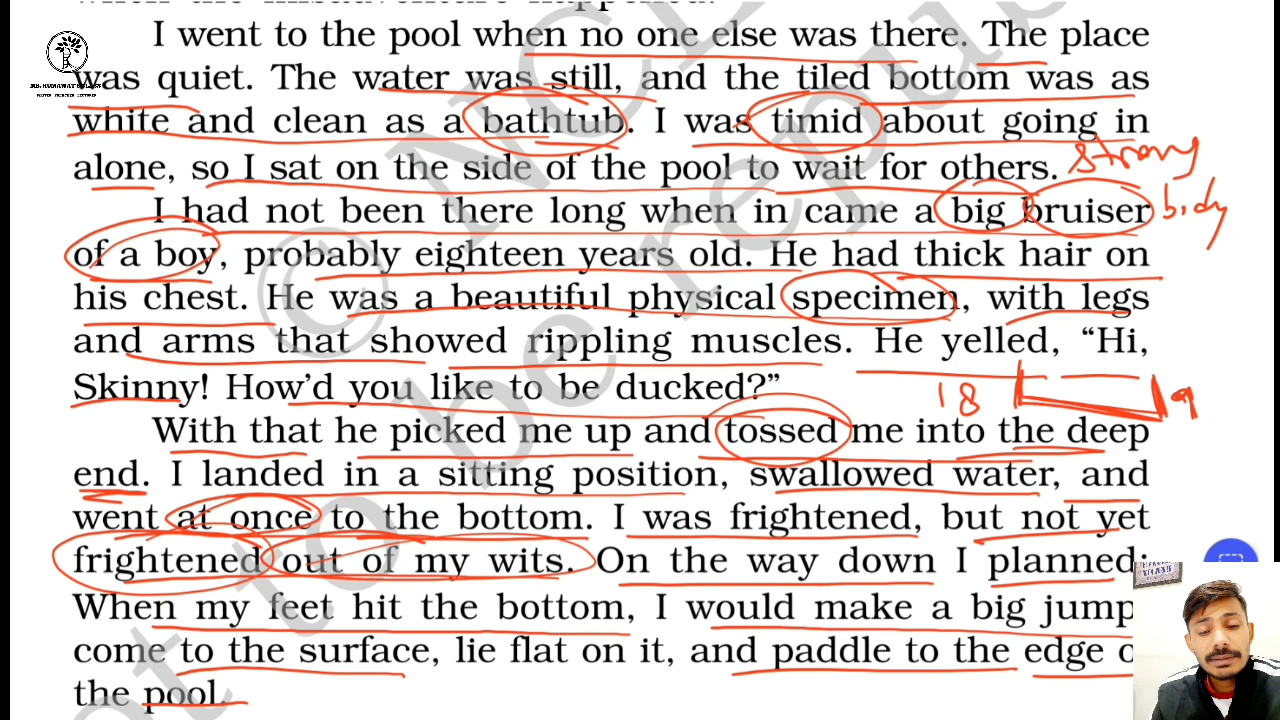 when the misadventure happened.
I went to the pool when no one else was there. The place
was quiet. The water was still, and the tiled bottom was as
white and clean as a bathtub. I was timid about going in
alone, so I sat on the side of the pool to wait for others.
strong
I had not been there long when in came a big bruiser
body
of a boy, probably eighteen years old. He had thick hair on
his chest. He was a beautiful physical specimen, with legs
and arms that showed rippling muscles. He yelled, “Hi,
Skinny! How’d you like to be ducked?”
18
9
With that he picked me up and tossed me into the deep
end. I landed in a sitting position, swallowed water, and
went at once to the bottom. I was frightened, but not yet
frightened out of my wits. On the way down I planned:
When my feet hit the bottom, I would make a big jump,
come to the surface, lie flat on it, and paddle to the edge o
the pool.